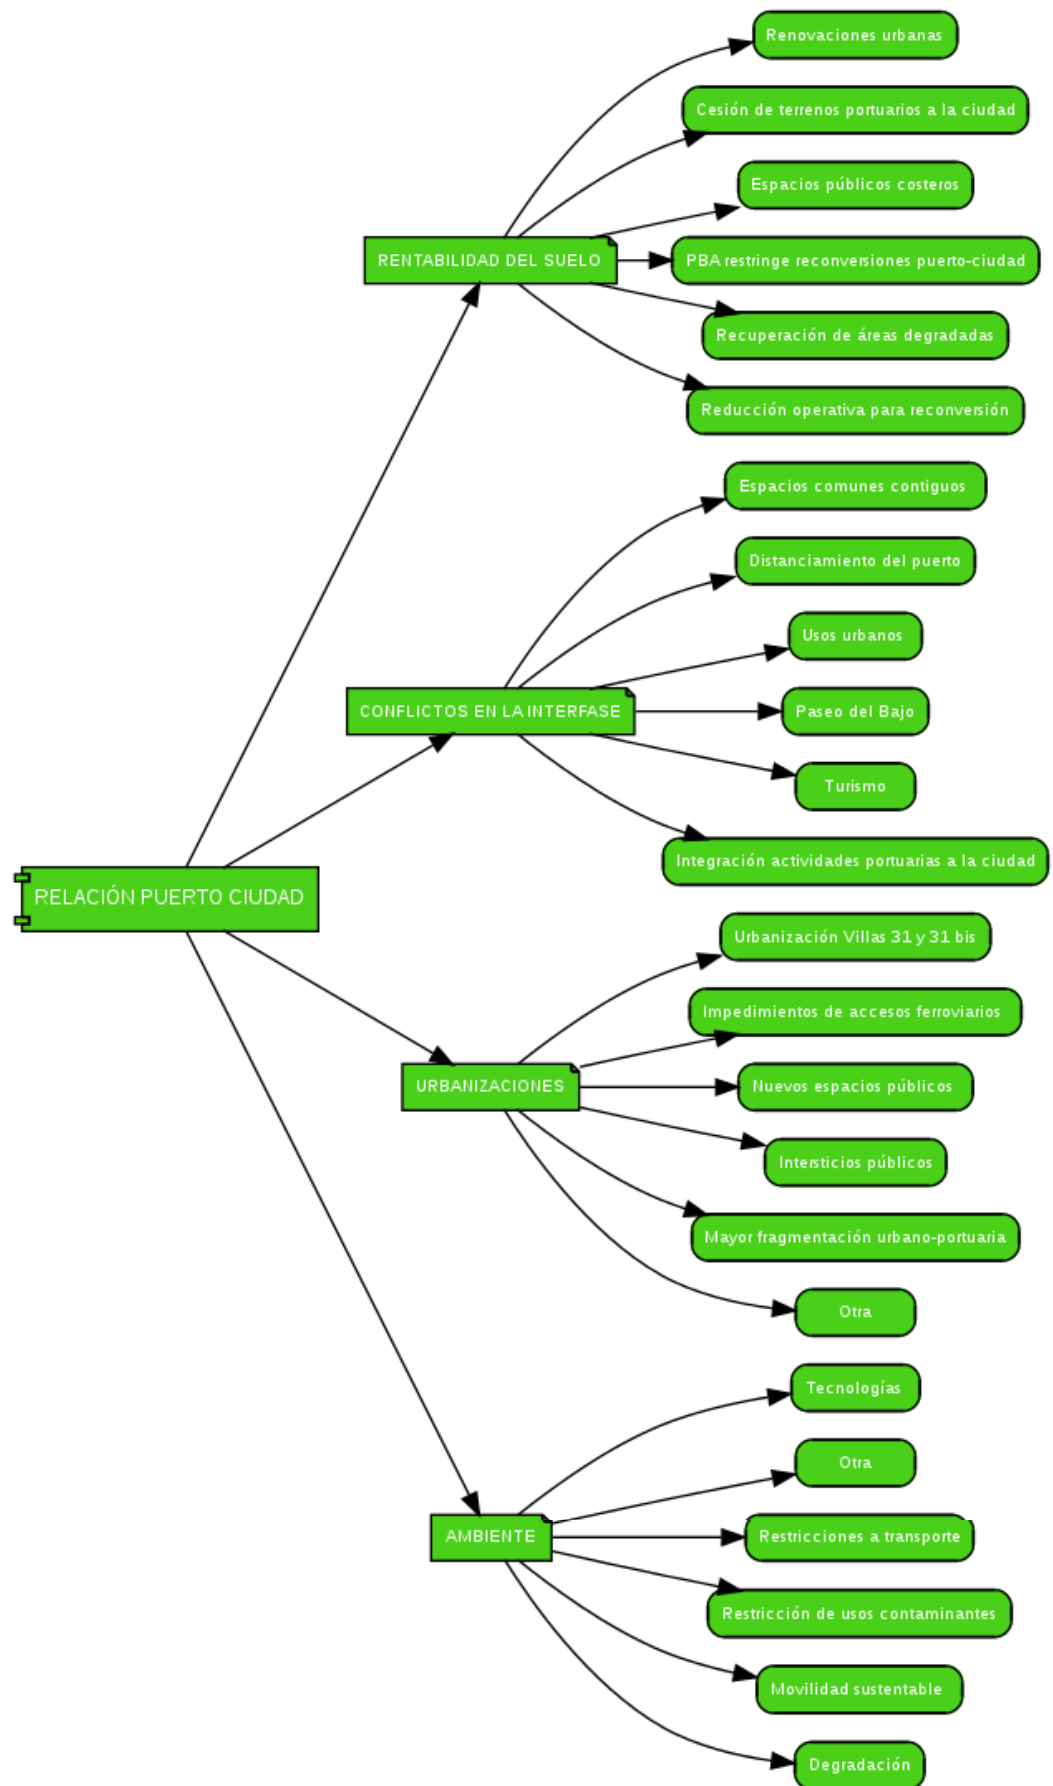 RELACIÓN PUERTO CIUDAD
RENTABILIDAD DEL SUELO
Renovaciones urbanas
Cesión de terrenos portuarios a la ciudad
Espacios públicos costeros
PBA restringe reconversiones puerto-ciudad
Recuperación de áreas degradadas
Reducción operativa para reconversión
CONFLICTOS EN LA INTERFASE
Espacios comunes contiguos
Distanciamiento del puerto
Usos urbanos
Paseo del Bajo
Turismo
Integración actividades portuarias a la ciudad
URBANIZACIONES
Urbanización Villas 31 y 31 bis
Impedimientos de accesos ferroviarios
Nuevos espacios públicos
Intersticios públicos
Mayor fragmentación urbano-portuaria
Otra
AMBIENTE
Tecnologías
Otra
Restricciones a transporte
Restricción de usos contaminantes
Movilidad sustentable
Degradación